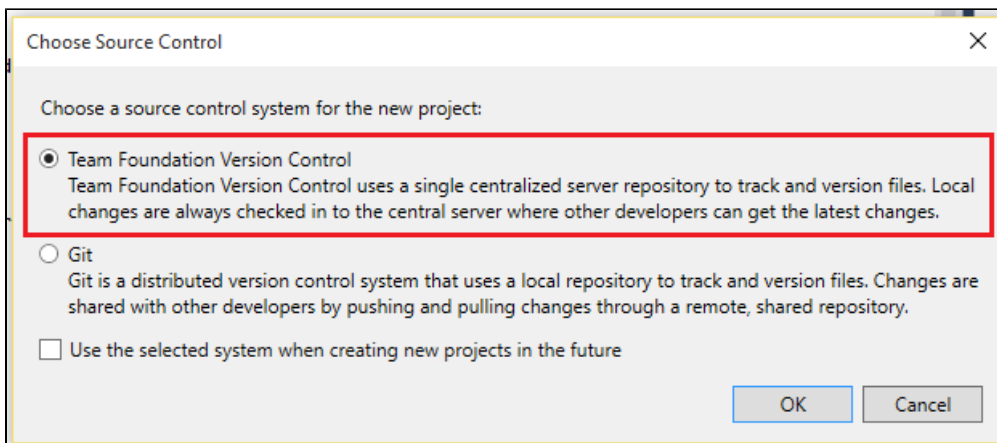 Choose Source Control
Choose a source control system for the new project:
Team Foundation Version Control
Team Foundation Version Control uses a single centralized server repository to track and version files. Local
changes are always checked in to the central server where other developers can get the latest changes.
Git
Git is a distributed version control system that uses a local repository to track and version files. Changes are
shared with other developers by pushing and pulling changes through a remote, shared repository.
Use the selected system when creating new projects in the future
OK Cancel